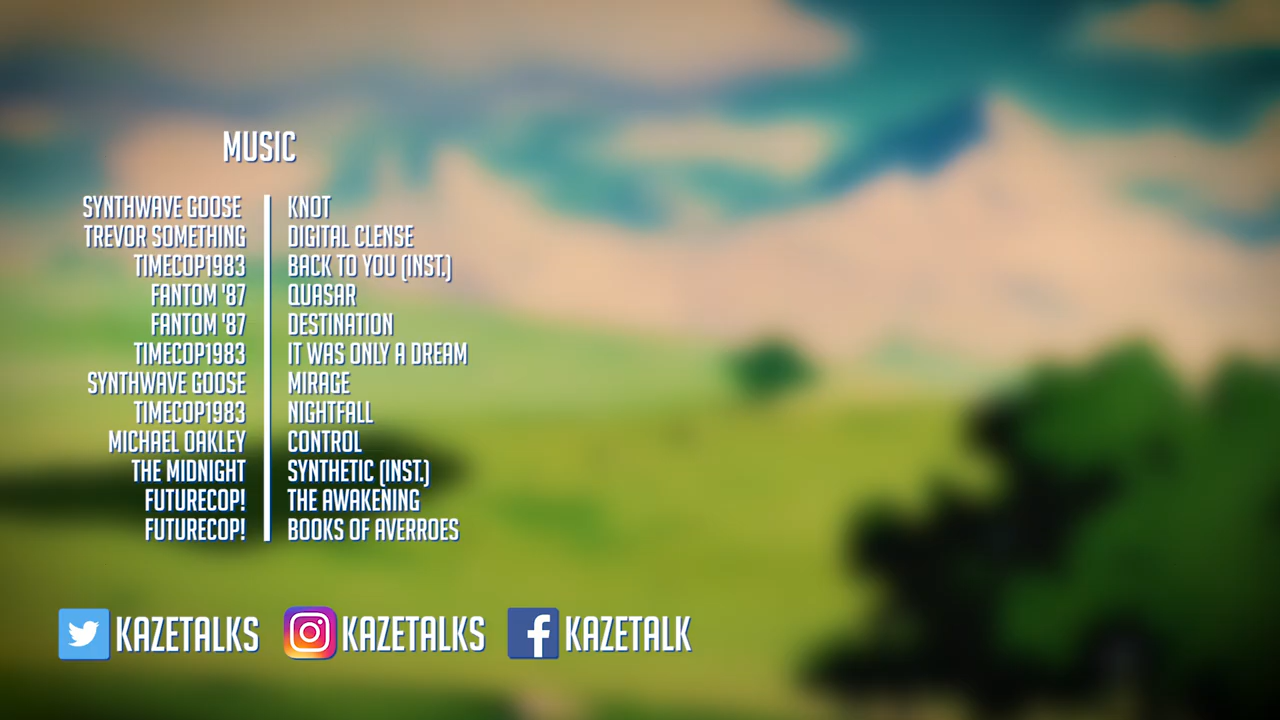 MUSIC
SYNTHWAVE GOOSE KNOT
TREVOR SOMETHING DIGITAL CLENSE
TIMECOP1983 BACK TO YOU (INST.)
FANTOM '87 QUASAR
FANTOM '87 DESTINATION
TIMECOP1983 IT WAS ONLY A DREAM
SYNTHWAVE GOOSE MIRAGE
TIMECOP1983 NIGHTFALL
MICHAEL OAKLEY CONTROL
THE MIDNIGHT SYNTHETIC (INST.)
FUTURECOP! THE AWAKENING
FUTURECOP! BOOKS OF AVERROES
KAZETALKS KAZETALKS KAZETALK